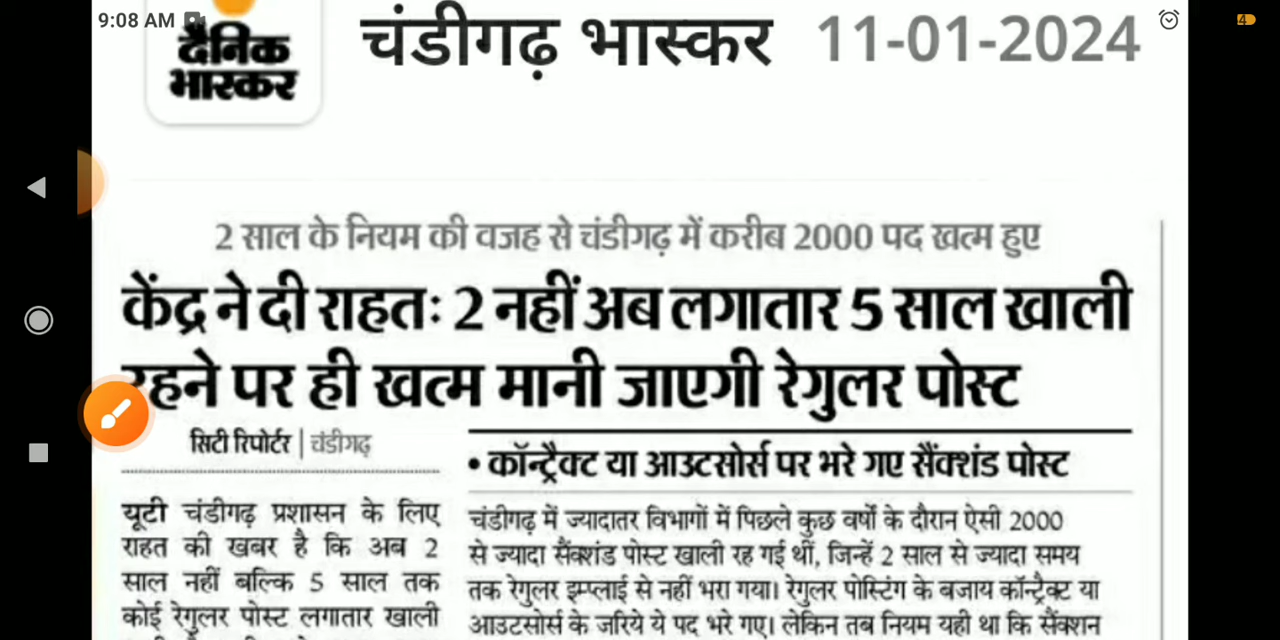 9:08 AM
दैनिक
भास्कर
चंडीगढ़ भास्कर 11-01-2024
4
2 साल के नियम की वजह से चंडीगढ़ में करीब 2000 पद खत्म हुए
केंद्र ने दी राहत: 2 नहीं अब लगातार 5 साल खाली
रहने पर ही खत्म मानी जाएगी रेगुलर पोस्ट
सिटी रिपोर्टर | चंडीगढ़
यूटी चंडीगढ़ प्रशासन के लिए
राहत की खबर है कि अब 2
साल नहीं बल्कि 5 साल तक
कोई रेगुलर पोस्ट लगातार खाली
• कॉन्ट्रैक्ट या आउटसोर्स पर भरे गए सैंक्शंड पोस्ट
चंडीगढ़ में ज्यादातर विभागों में पिछले कुछ वर्षों के दौरान ऐसी 2000
से ज्यादा सैंक्शंड पोस्ट खाली रह गई थीं, जिन्हें 2 साल से ज्यादा समय
तक रेगुलर इम्प्लाई से नहीं भरा गया। रेगुलर पोस्टिंग के बजाय कॉन्ट्रैक्ट या
आउटसोर्स के जरिये ये पद भरे गए। लेकिन तब नियम यही था कि सैंक्शन